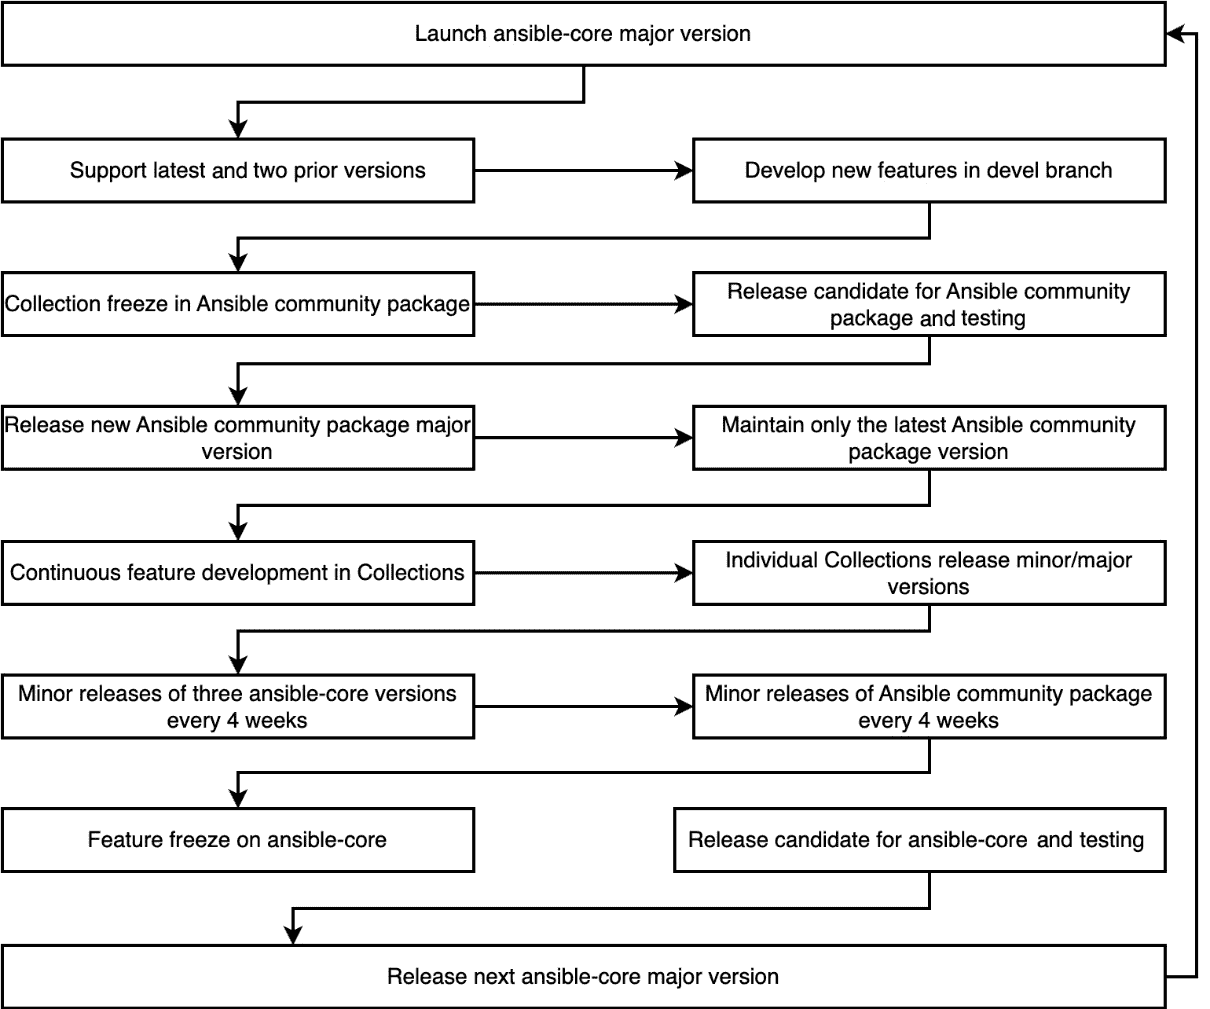 Launch ansible-core major version
Support latest and two prior versions
Develop new features in devel branch
Collection freeze in Ansible community package
Release candidate for Ansible community
package and testing
Release new Ansible community package major
version
Maintain only the latest Ansible community
package version
Continuous feature development in Collections
Individual Collections release minor/major
versions
Minor releases of three ansible-core versions
every 4 weeks
Minor releases of Ansible community package
every 4 weeks
Feature freeze on ansible-core
Release candidate for ansible-core and testing
Release next ansible-core major version